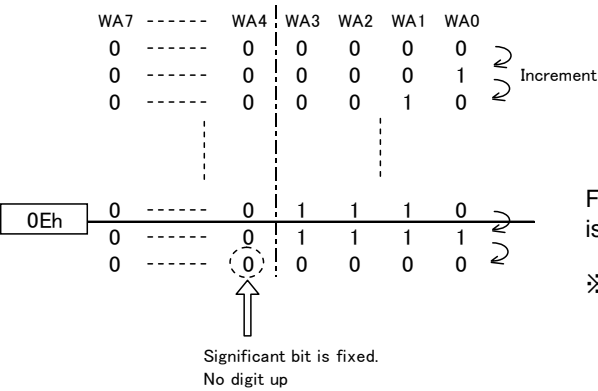 WA7 ------ WA4 WA3 WA2 WA1 WA0
0 ------ 0 0 0 0 0
0 ------ 0 0 0 0 1 Increment
0 ------ 0 0 0 1 0
0 ------ 0 1 1 1 0
0Eh
0 ------ 0 1 1 1 1
0 ------ 0 0 0 0 0
F
is
※
Significant bit is fixed.
No digit up